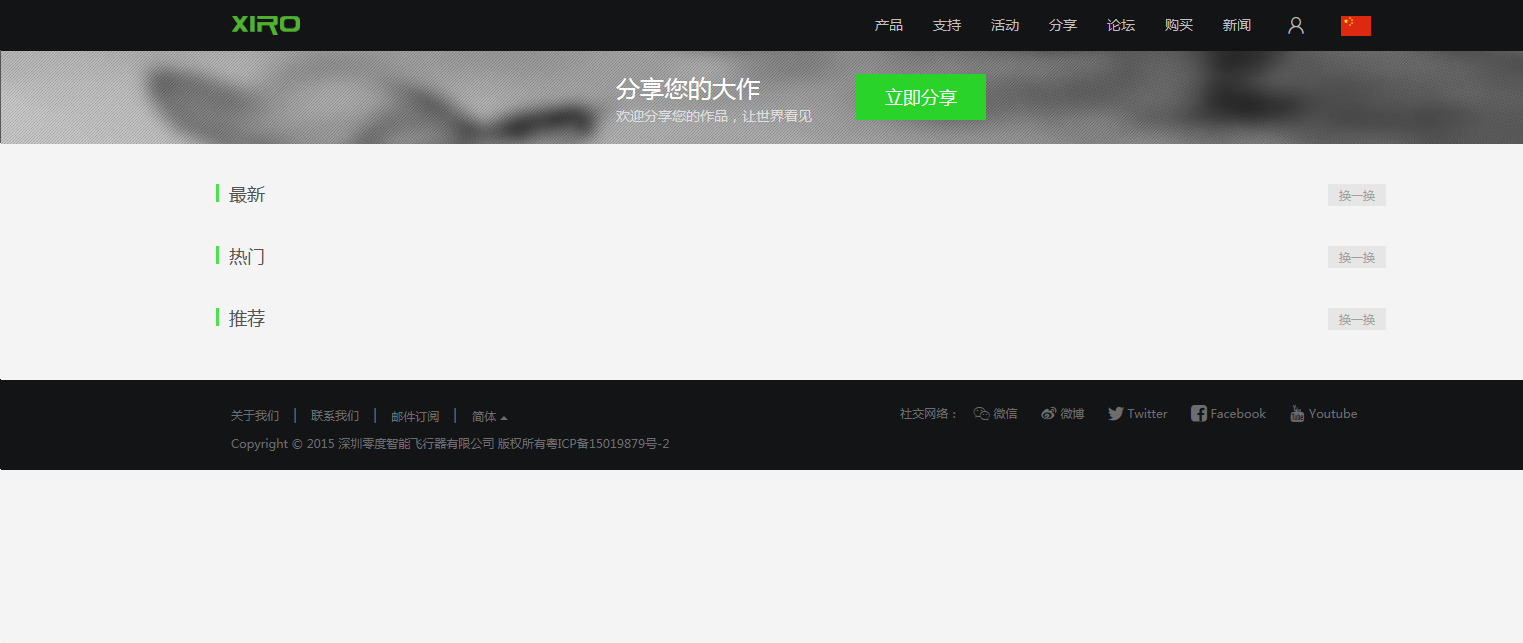 XIRO 产品 支持 活动 分享 论坛 购买 新闻
分享您的大作
欢迎分享您的作品，让世界看见
立即分享
最新 换一换
热门 换一换
推荐 换一换
关于我们 | 联系我们 | 邮件订阅 | 简体
社交网络： 微信 微博 Twitter Facebook Youtube
Copyright © 2015 深圳零度智能飞行器有限公司 版权所有粤ICP备15019879号-2